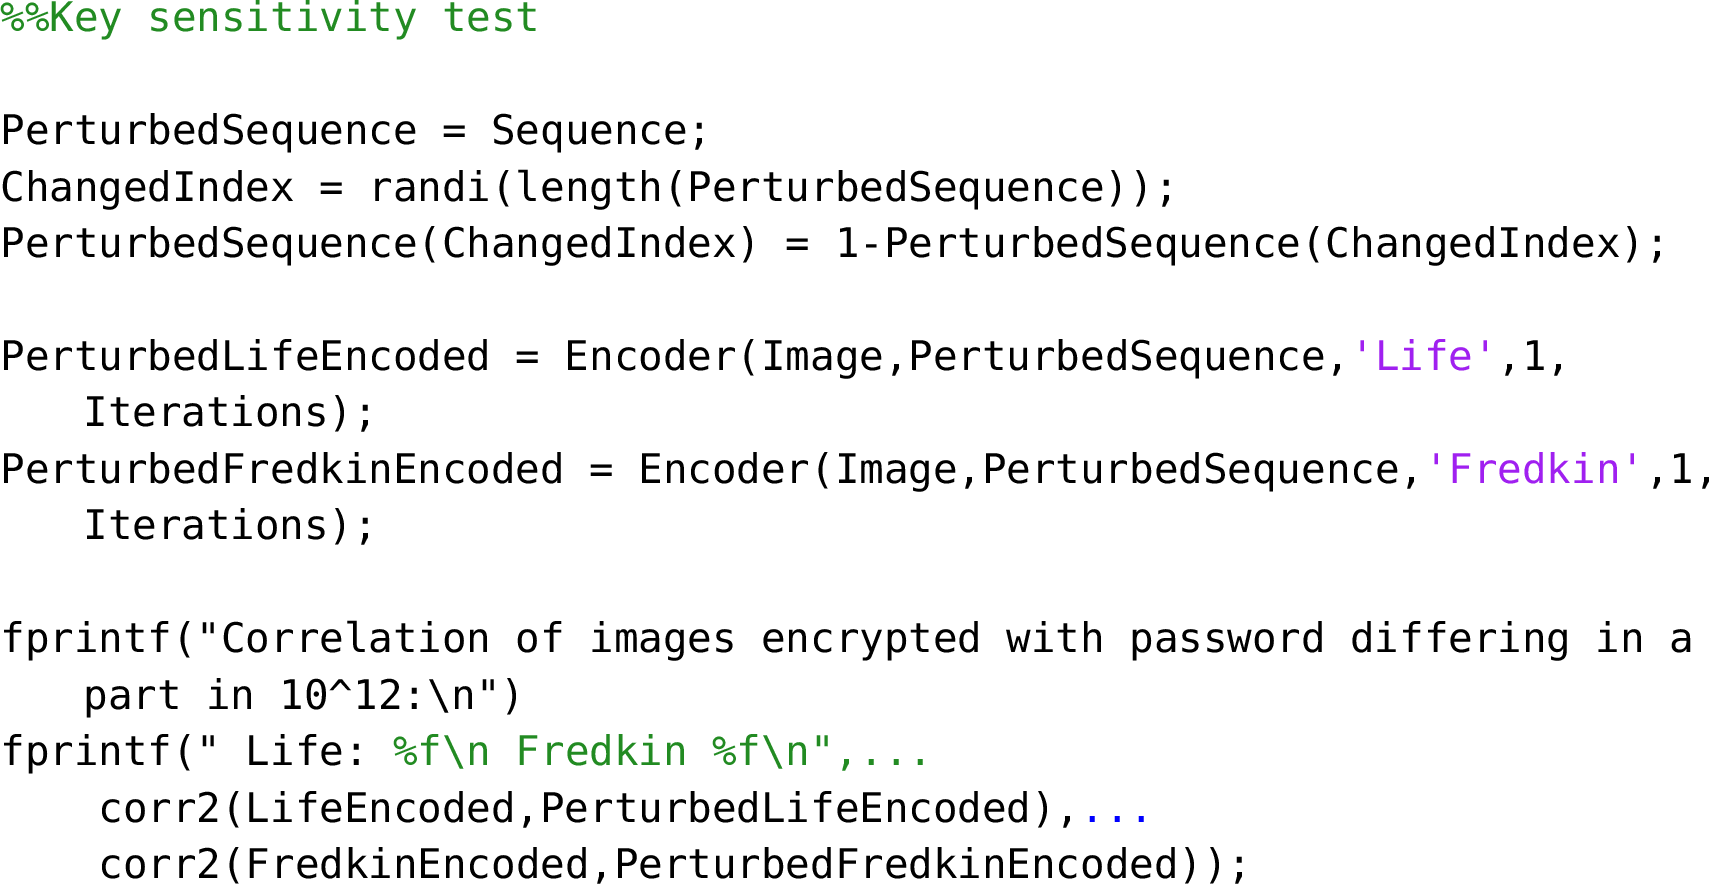 %%Key sensitivity test
PerturbedSequence = Sequence;
ChangedIndex = randi(length(PerturbedSequence));
PerturbedSequence(ChangedIndex) = 1-PerturbedSequence(ChangedIndex);
PerturbedLifeEncoded = Encoder(Image,PerturbedSequence,'Life',1,
Iterations);
PerturbedFredkinEncoded = Encoder(Image,PerturbedSequence,'Fredkin',1,
Iterations);
fprintf("Correlation of images encrypted with password differing in a
part in 10^12:\n")
fprintf(" Life: %f\n Fredkin %f\n",...
corr2(LifeEncoded,PerturbedLifeEncoded),...
corr2(FredkinEncoded,PerturbedFredkinEncoded));